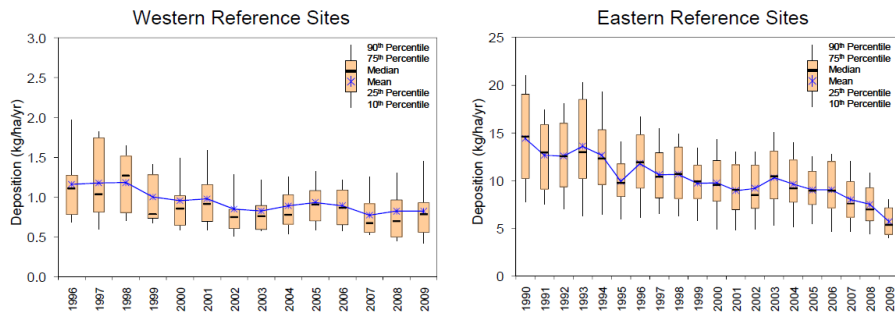 Western Reference Sites
3.0
2.5
2.0
1.5
1.0
0.5
0.0
Deposition (kg/ha/yr)
90th Percentile
75th Percentile
Median
Mean
25th Percentile
10th Percentile
1996 1997 1998 1999 2000 2001 2002 2003 2004 2005 2006 2007 2008 2009
Eastern Reference Sites
25
20
15
10
5
0
Deposition (kg/ha/yr)
90th Percentile
75th Percentile
Median
Mean
25th Percentile
10th Percentile
1990 1991 1992 1993 1994 1995 1996 1997 1998 1999 2000 2001 2002 2003 2004 2005 2006 2007 2008 2009